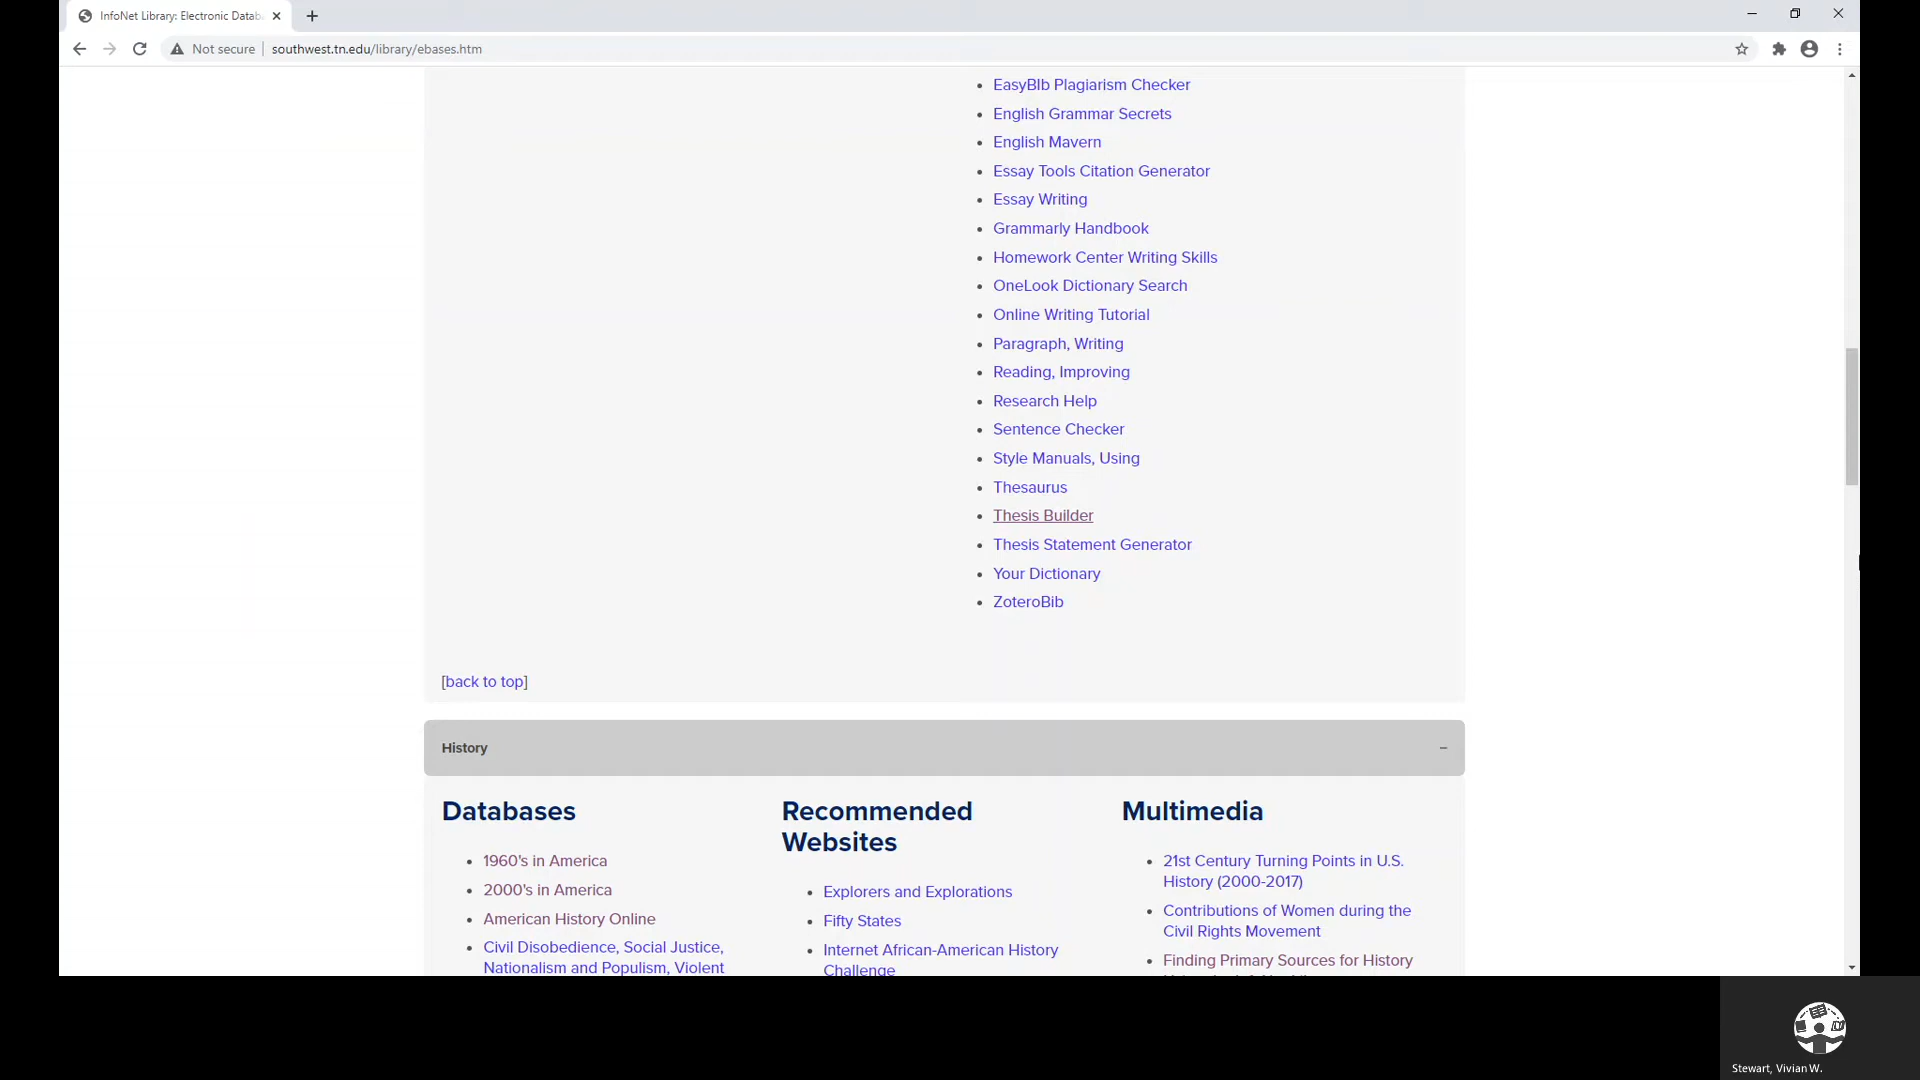 InfoNet Library: Electronic Datab
Not secure
southwest.tn.edu/library/ebases.htm
EasyBIb Plagiarism Checker
English Grammar Secrets
English Mavern
Essay Tools Citation Generator
Essay Writing
Grammarly Handbook
Homework Center Writing Skills
OneLook Dictionary Search
Online Writing Tutorial
Paragraph, Writing
Reading, Improving
Research Help
Sentence Checker
Style Manuals, Using
Thesaurus
Thesis Builder
Thesis Statement Generator
Your Dictionary
ZoteroBib
[back to top]
History
Databases
1960's in America
2000's in America
American History Online
Civil Disobedience, Social Justice,
Nationalism and Populism, Violent
Recommended
Websites
Explorers and Explorations
Fifty States
Internet African-American History
Challenge
Multimedia
21st Century Turning Points in U.S.
History (2000-2017)
Contributions of Women during the
Civil Rights Movement
Finding Primary Sources for History
Stewart, Vivian W.